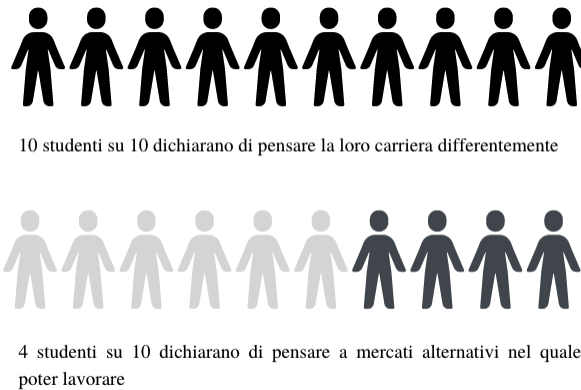 10 studenti su 10 dichiarano di pensare la loro carriera differentemente
4 studenti su 10 dichiarano di pensare a mercati alternativi nel quale
poter lavorare